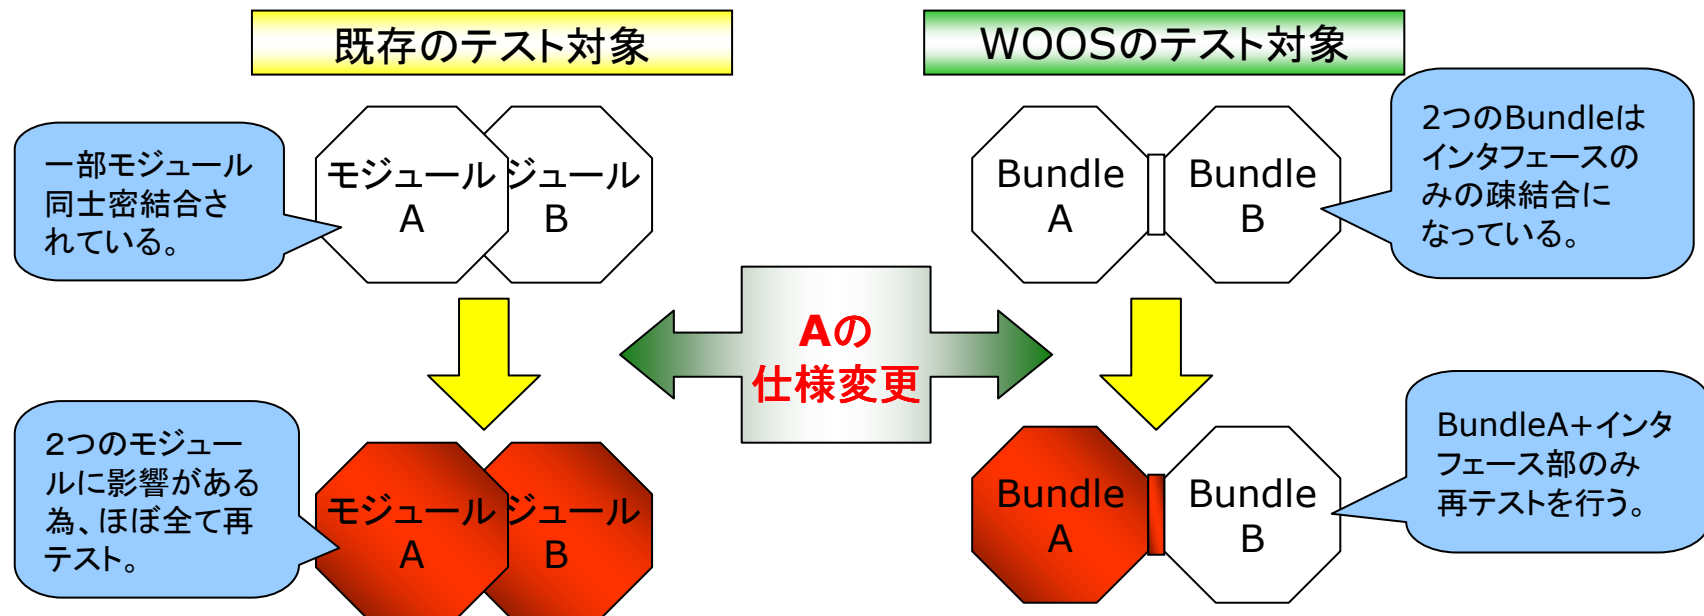 既存のテスト対象
WOOSのテスト対象
一部モジュール
同士密結合さ
れている。
モジュール
A
ジュール
B
Bundle
A
Bundle
B
2つのBundleは
インタフェースの
みの疎結合に
なっている。
Aの
仕様変更
２つのモジュー
ルに影響がある
為、ほぼ全て再
テスト。
モジュール
A
ジュール
B
Bundle
A
Bundle
B
BundleA+インタ
フェース部のみ
再テストを行う。